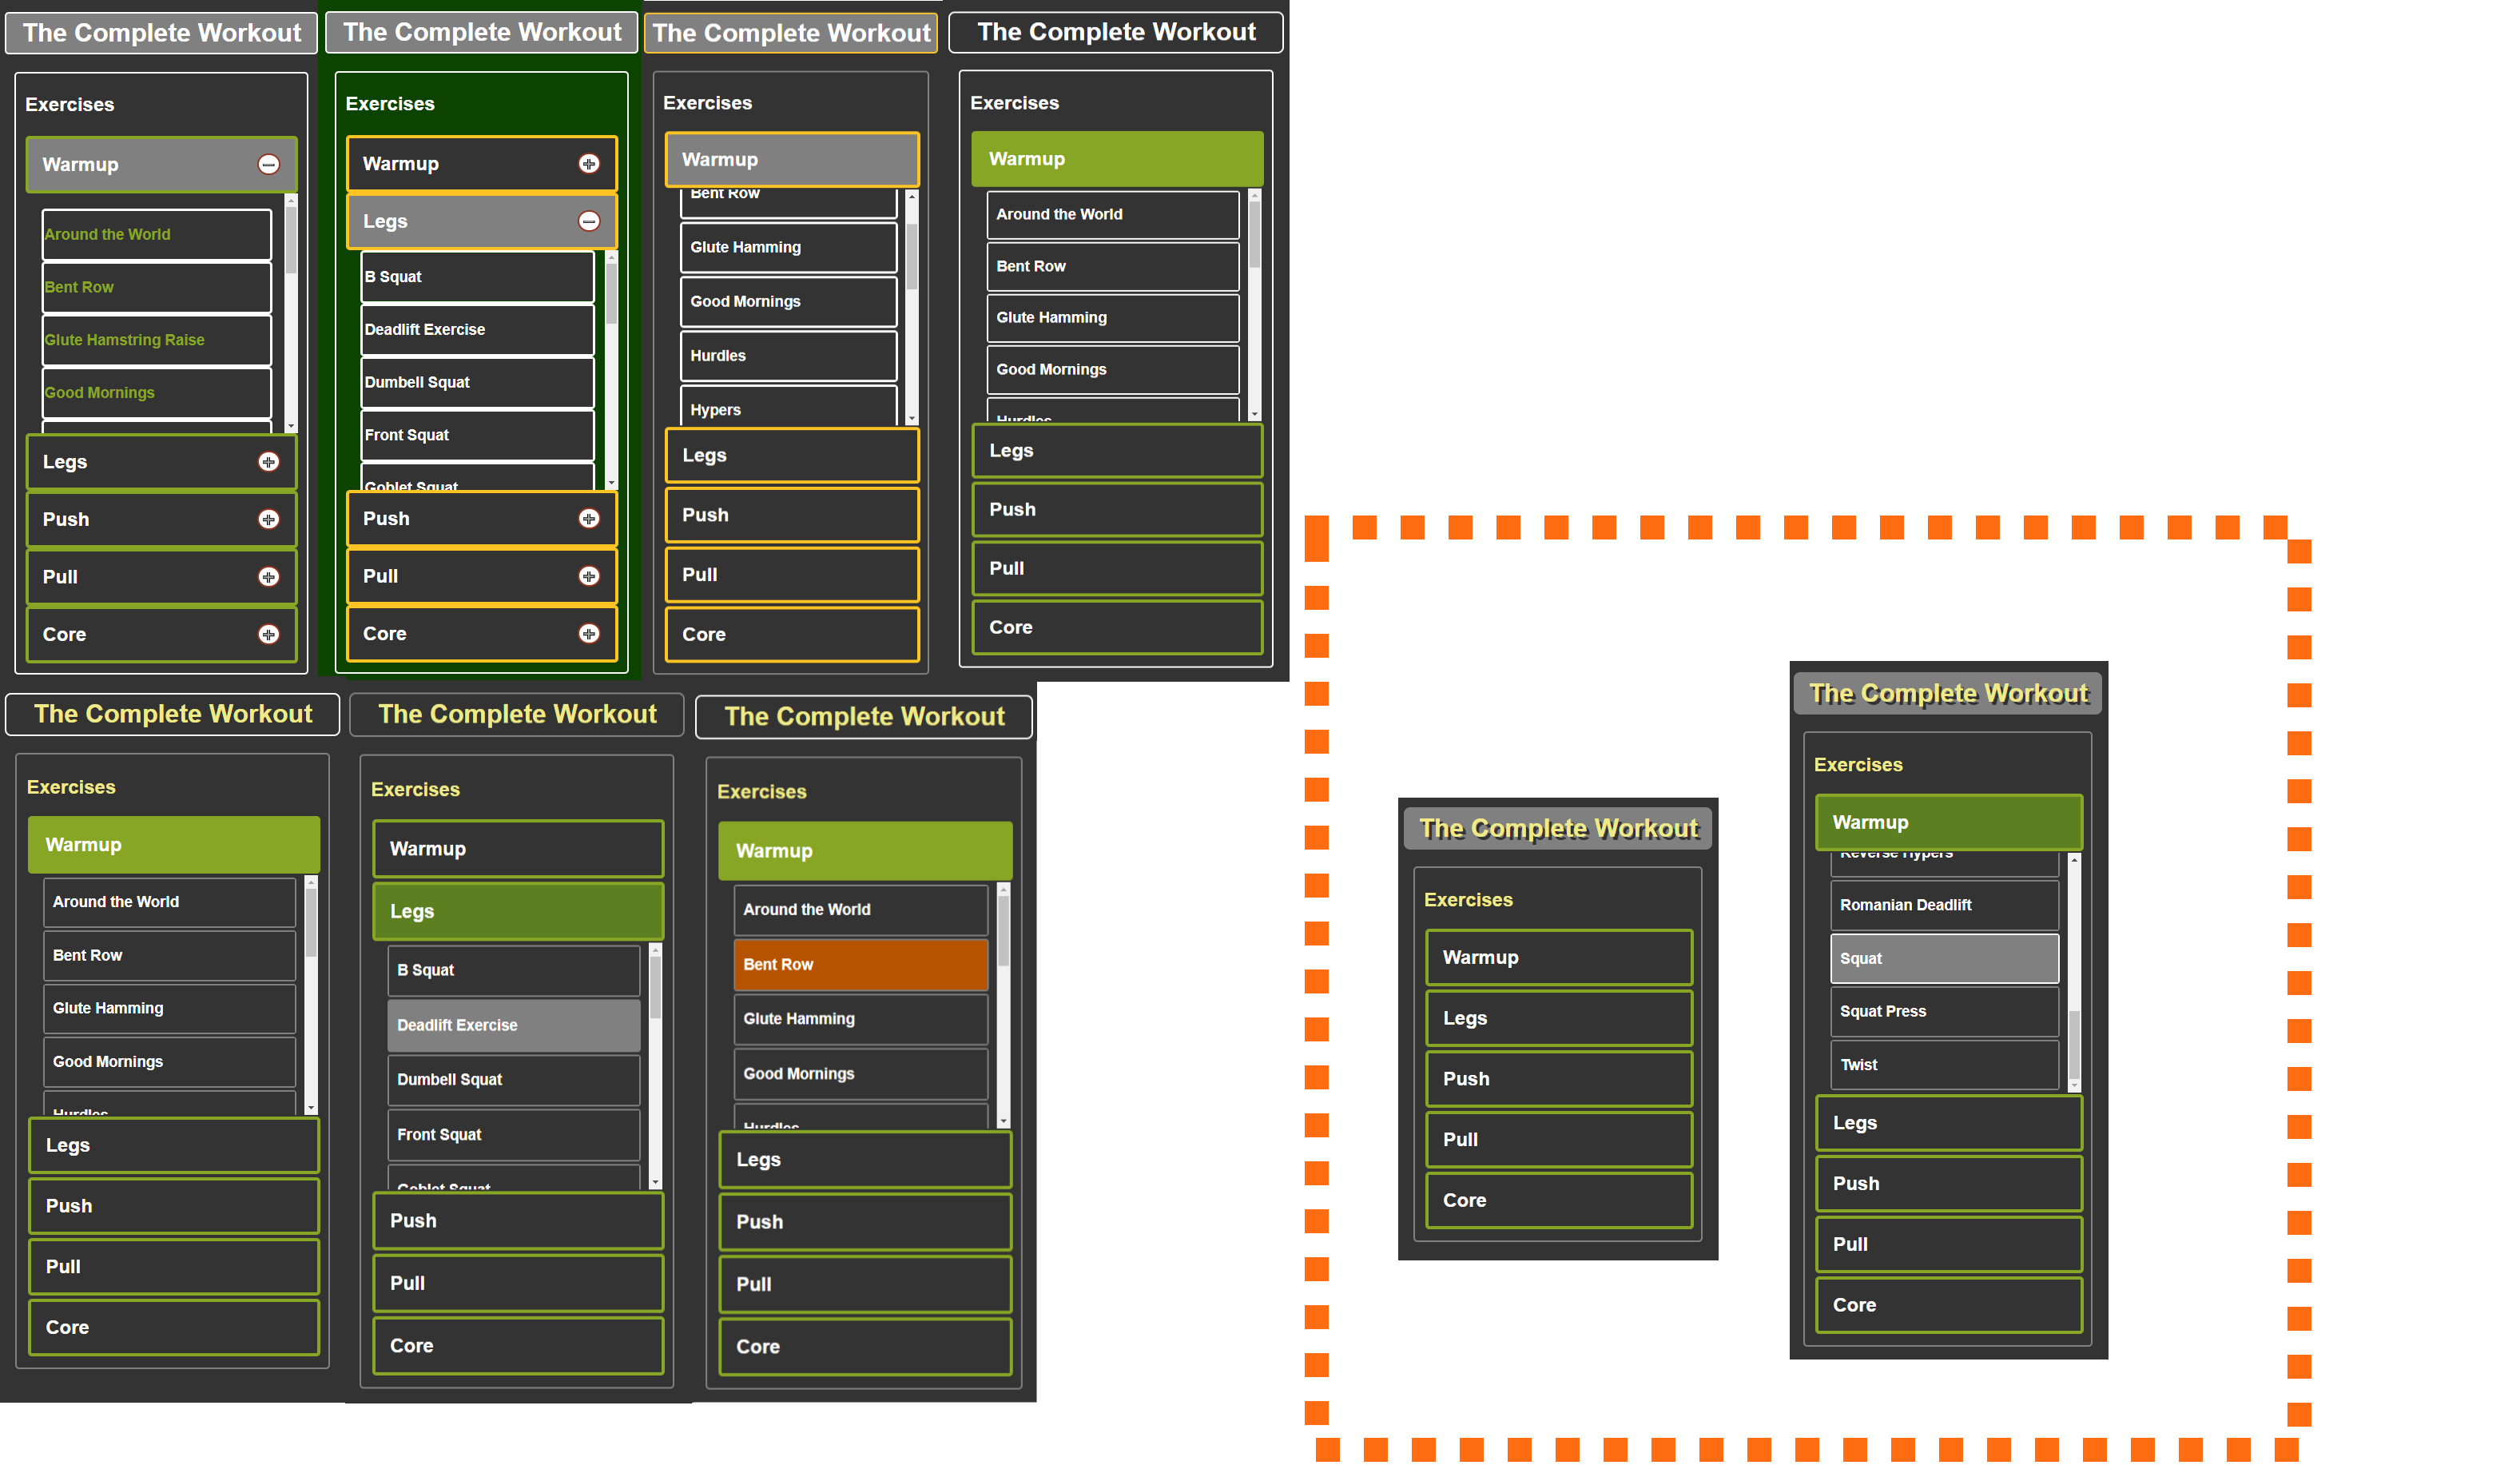 The Complete Workout
Exercises
Warmup
Around the World
Bent Row
Glute Hamstring Raise
Good Mornings
Legs
Push
Pull
Core
The Complete Workout
Exercises
Warmup
Legs
B Squat
Deadlift Exercise
Dumbell Squat
Front Squat
Goblet Squat
Push
Pull
Core
The Complete Workout
Exercises
Warmup
Bent Row
Glute Hamming
Good Mornings
Hurdles
Hypers
Legs
Push
Pull
Core
The Complete Workout
Exercises
Warmup
Around the World
Bent Row
Glute Hamming
Good Mornings
Hurdles
Legs
Push
Pull
Core
The Complete Workout
Exercises
Warmup
Around the World
Bent Row
Glute Hamming
Good Mornings
Hurdles
Legs
Push
Pull
Core
The Complete Workout
Exercises
Warmup
Legs
B Squat
Deadlift Exercise
Dumbell Squat
Front Squat
Goblet Squat
Push
Pull
Core
The Complete Workout
Exercises
Warmup
Around the World
Bent Row
Glute Hamming
Good Mornings
Hurdles
Legs
Push
Pull
Core
The Complete Workout
Exercises
Warmup
Legs
Push
Pull
Core
The Complete Workout
Exercises
Warmup
Reverse Hypers
Romanian Deadlift
Squat
Squat Press
Twist
Legs
Push
Pull
Core